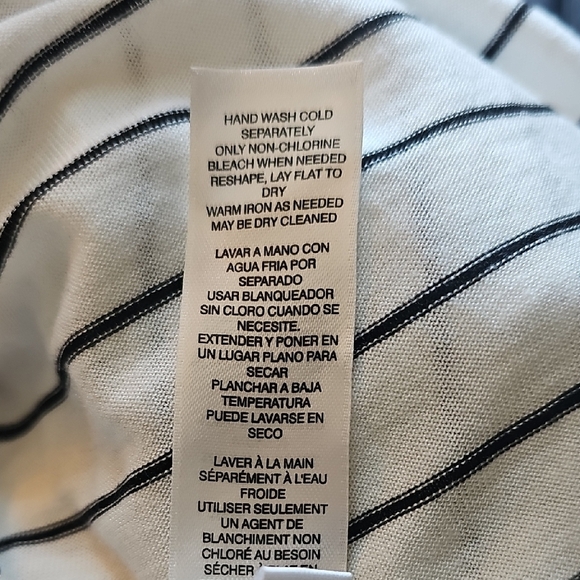 HAND WASH COLD
SEPARATELY
ONLY NON-CHLORINE
BLEACH WHEN NEEDED
RESHAPE, LAY FLAT TO
DRY
WARM IRON AS NEEDED
MAY BE DRY CLEANED
LAVAR A MANO CON
AGUA FRIA POR
SEPARADO
USAR BLANQUEADOR
SIN CLORO CUANDO SE
NECESITE.
EXTENDER Y PONER EN
UN LUGAR PLANO PARA
SECAR
PLANCHAR A BAJA
TEMPERATURA
PUEDE LAVARSE EN
SECO
LAVER À LA MAIN
SÉPARÉMENT À L'EAU
FROIDE
UTILISER SEULEMENT
UN AGENT DE
BLANCHIMENT NON
CHLORÉ AU BESOIN
SÉCHER